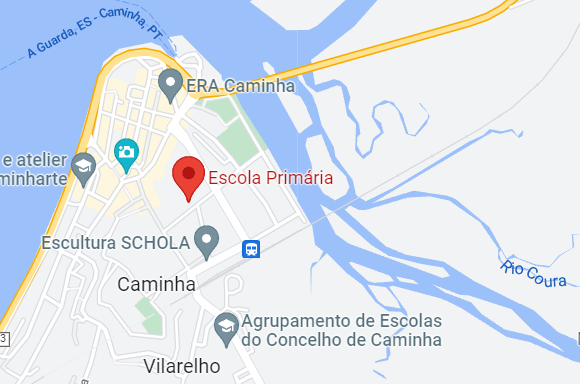 A Guarda, ES - Caminha, PT
ERA Caminha
e atelier
minharte
Escola Primária
Escultura SCHOLA
Rio Coura
Caminha
Agrupamento de Escolas
do Concelho de Caminha
3
Vilarelho